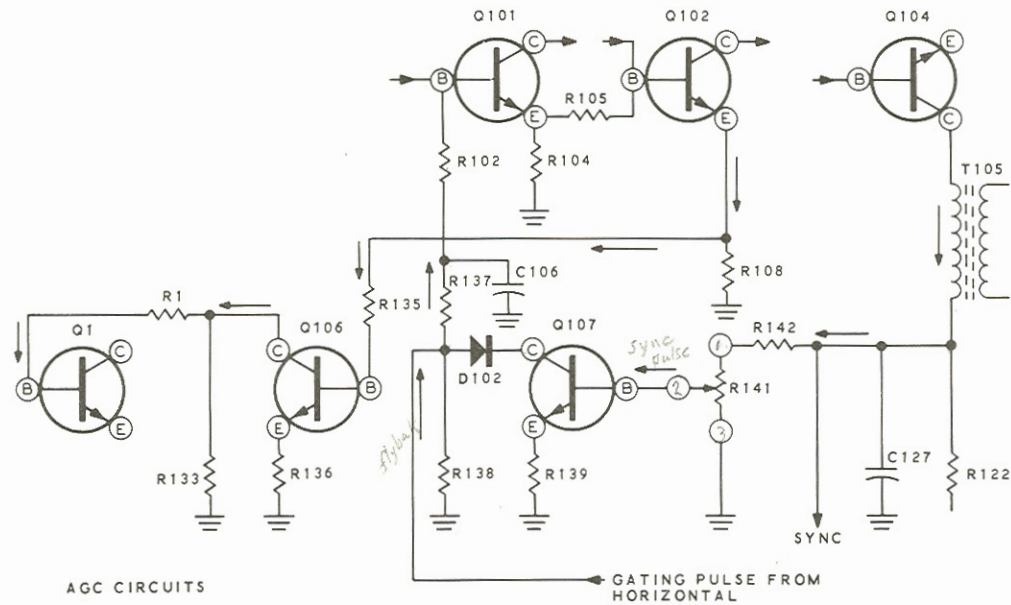 Q101
Q102
Q104
C
C
E
B
B
B
R105
E
E
C
R102
R104
T105
R137
C106
R108
R135
R1
Q1
Q106
Q107
Sync
pulse
1
R142
C
C
D102
C
B
B
B
2
R141
E
E
flyback
E
3
R133
R136
R138
R139
C127
R122
SYNC
AGC CIRCUITS
GATING PULSE FROM
HORIZONTAL